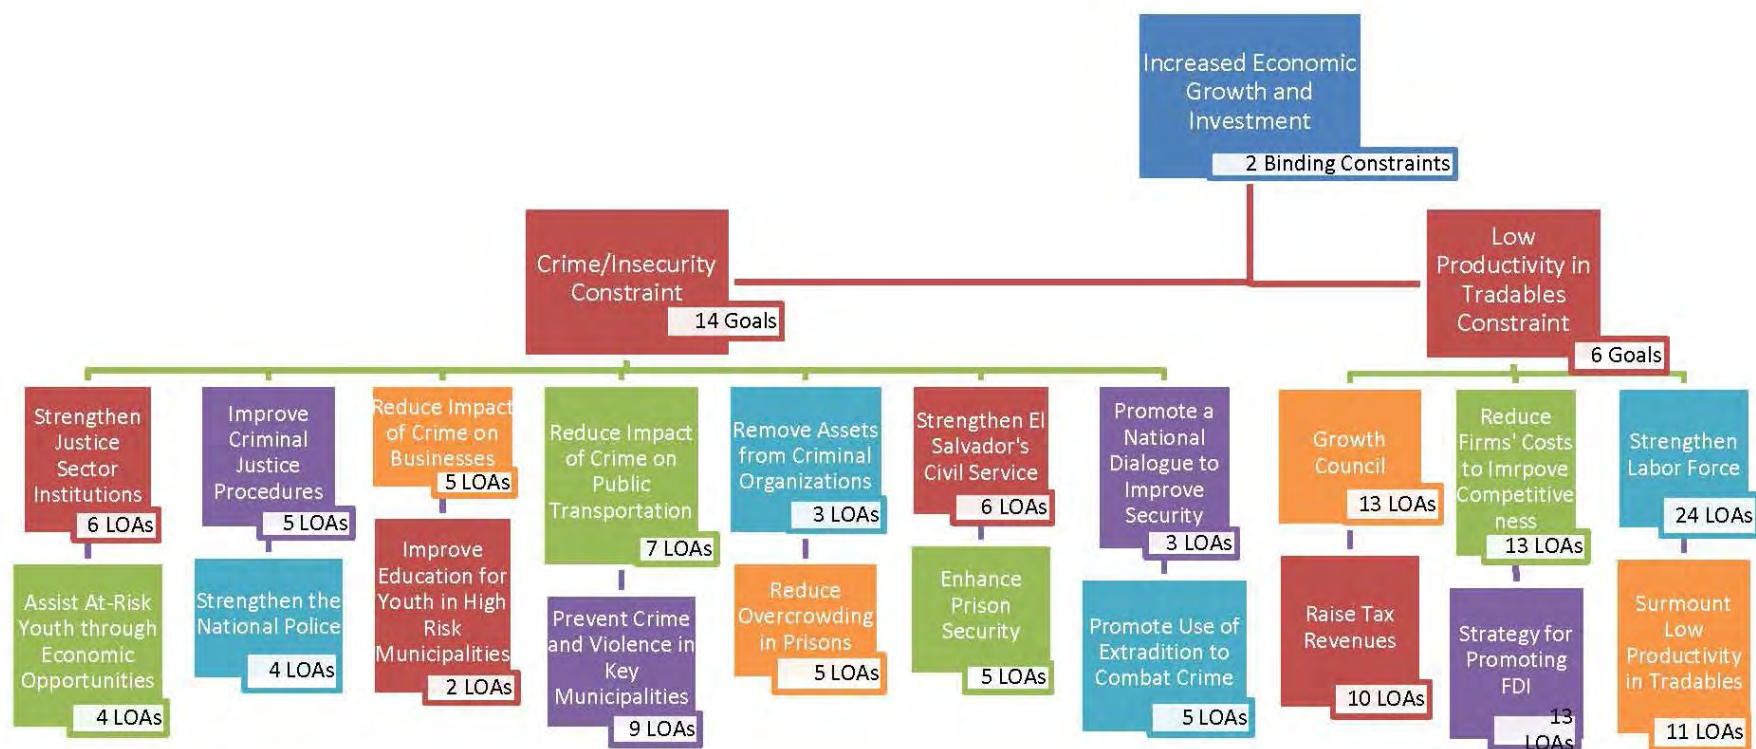 Increased Economic
Growth and
Investment
2 Binding Constraints
Crime/Insecurity
Constraint
14 Goals
Low
Productivity in
Tradables
Constraint
6 Goals
Strengthen
Justice
Sector
Institutions
6 LOAs
Improve
Criminal
Justice
Procedures
5 LOAs
Reduce Impact
of Crime on
Businesses
5 LOAs
Reduce Impact
of Crime on
Public
Transportation
7 LOAs
Remove Assets
from Criminal
Organizations
3 LOAs
Strengthen El
Salvador's
Civil Service
6 LOAs
Promote a
National
Dialogue to
Improve
Security
3 LOAs
Growth
Council
13 LOAs
Reduce
Firms' Costs
to Imrpove
Competitive
ness
13 LOAs
Strengthen
Labor Force
24 LOAs
Assist At-Risk
Youth through
Economic
Opportunities
4 LOAs
Strengthen the
National Police
4 LOAs
Improve
Education for
Youth in High
Risk
Municipalities
2 LOAs
Prevent Crime
and Violence in
Key
Municipalities
9 LOAs
Reduce
Overcrowding
in Prisons
5 LOAs
Enhance
Prison
Security
5 LOAs
Promote Use of
Extradition to
Combat Crime
5 LOAs
Raise Tax
Revenues
10 LOAs
Strategy for
Promoting
FDI
13
LOAs
Surmount
Low
Productivity
in Tradables
11 LOAs